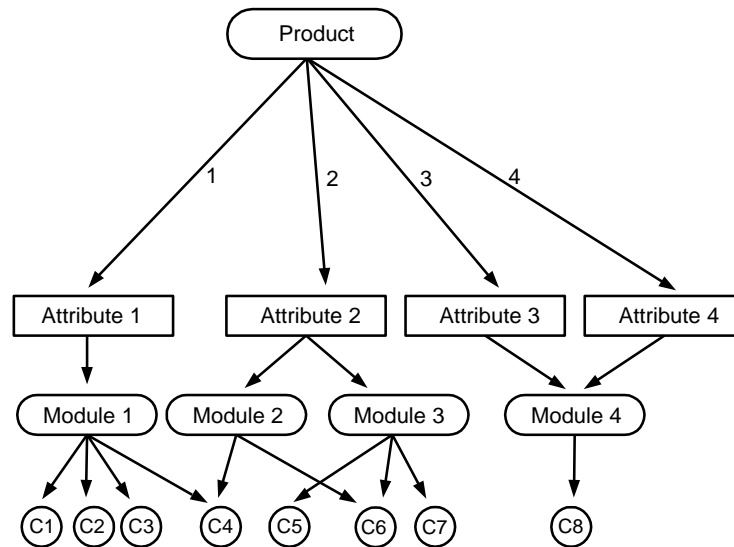 Product
1 2 3 4
Attribute 1 Attribute 2 Attribute 3 Attribute 4
Module 1 Module 2 Module 3 Module 4
C1 C2 C3 C4 C5 C6 C7 C8